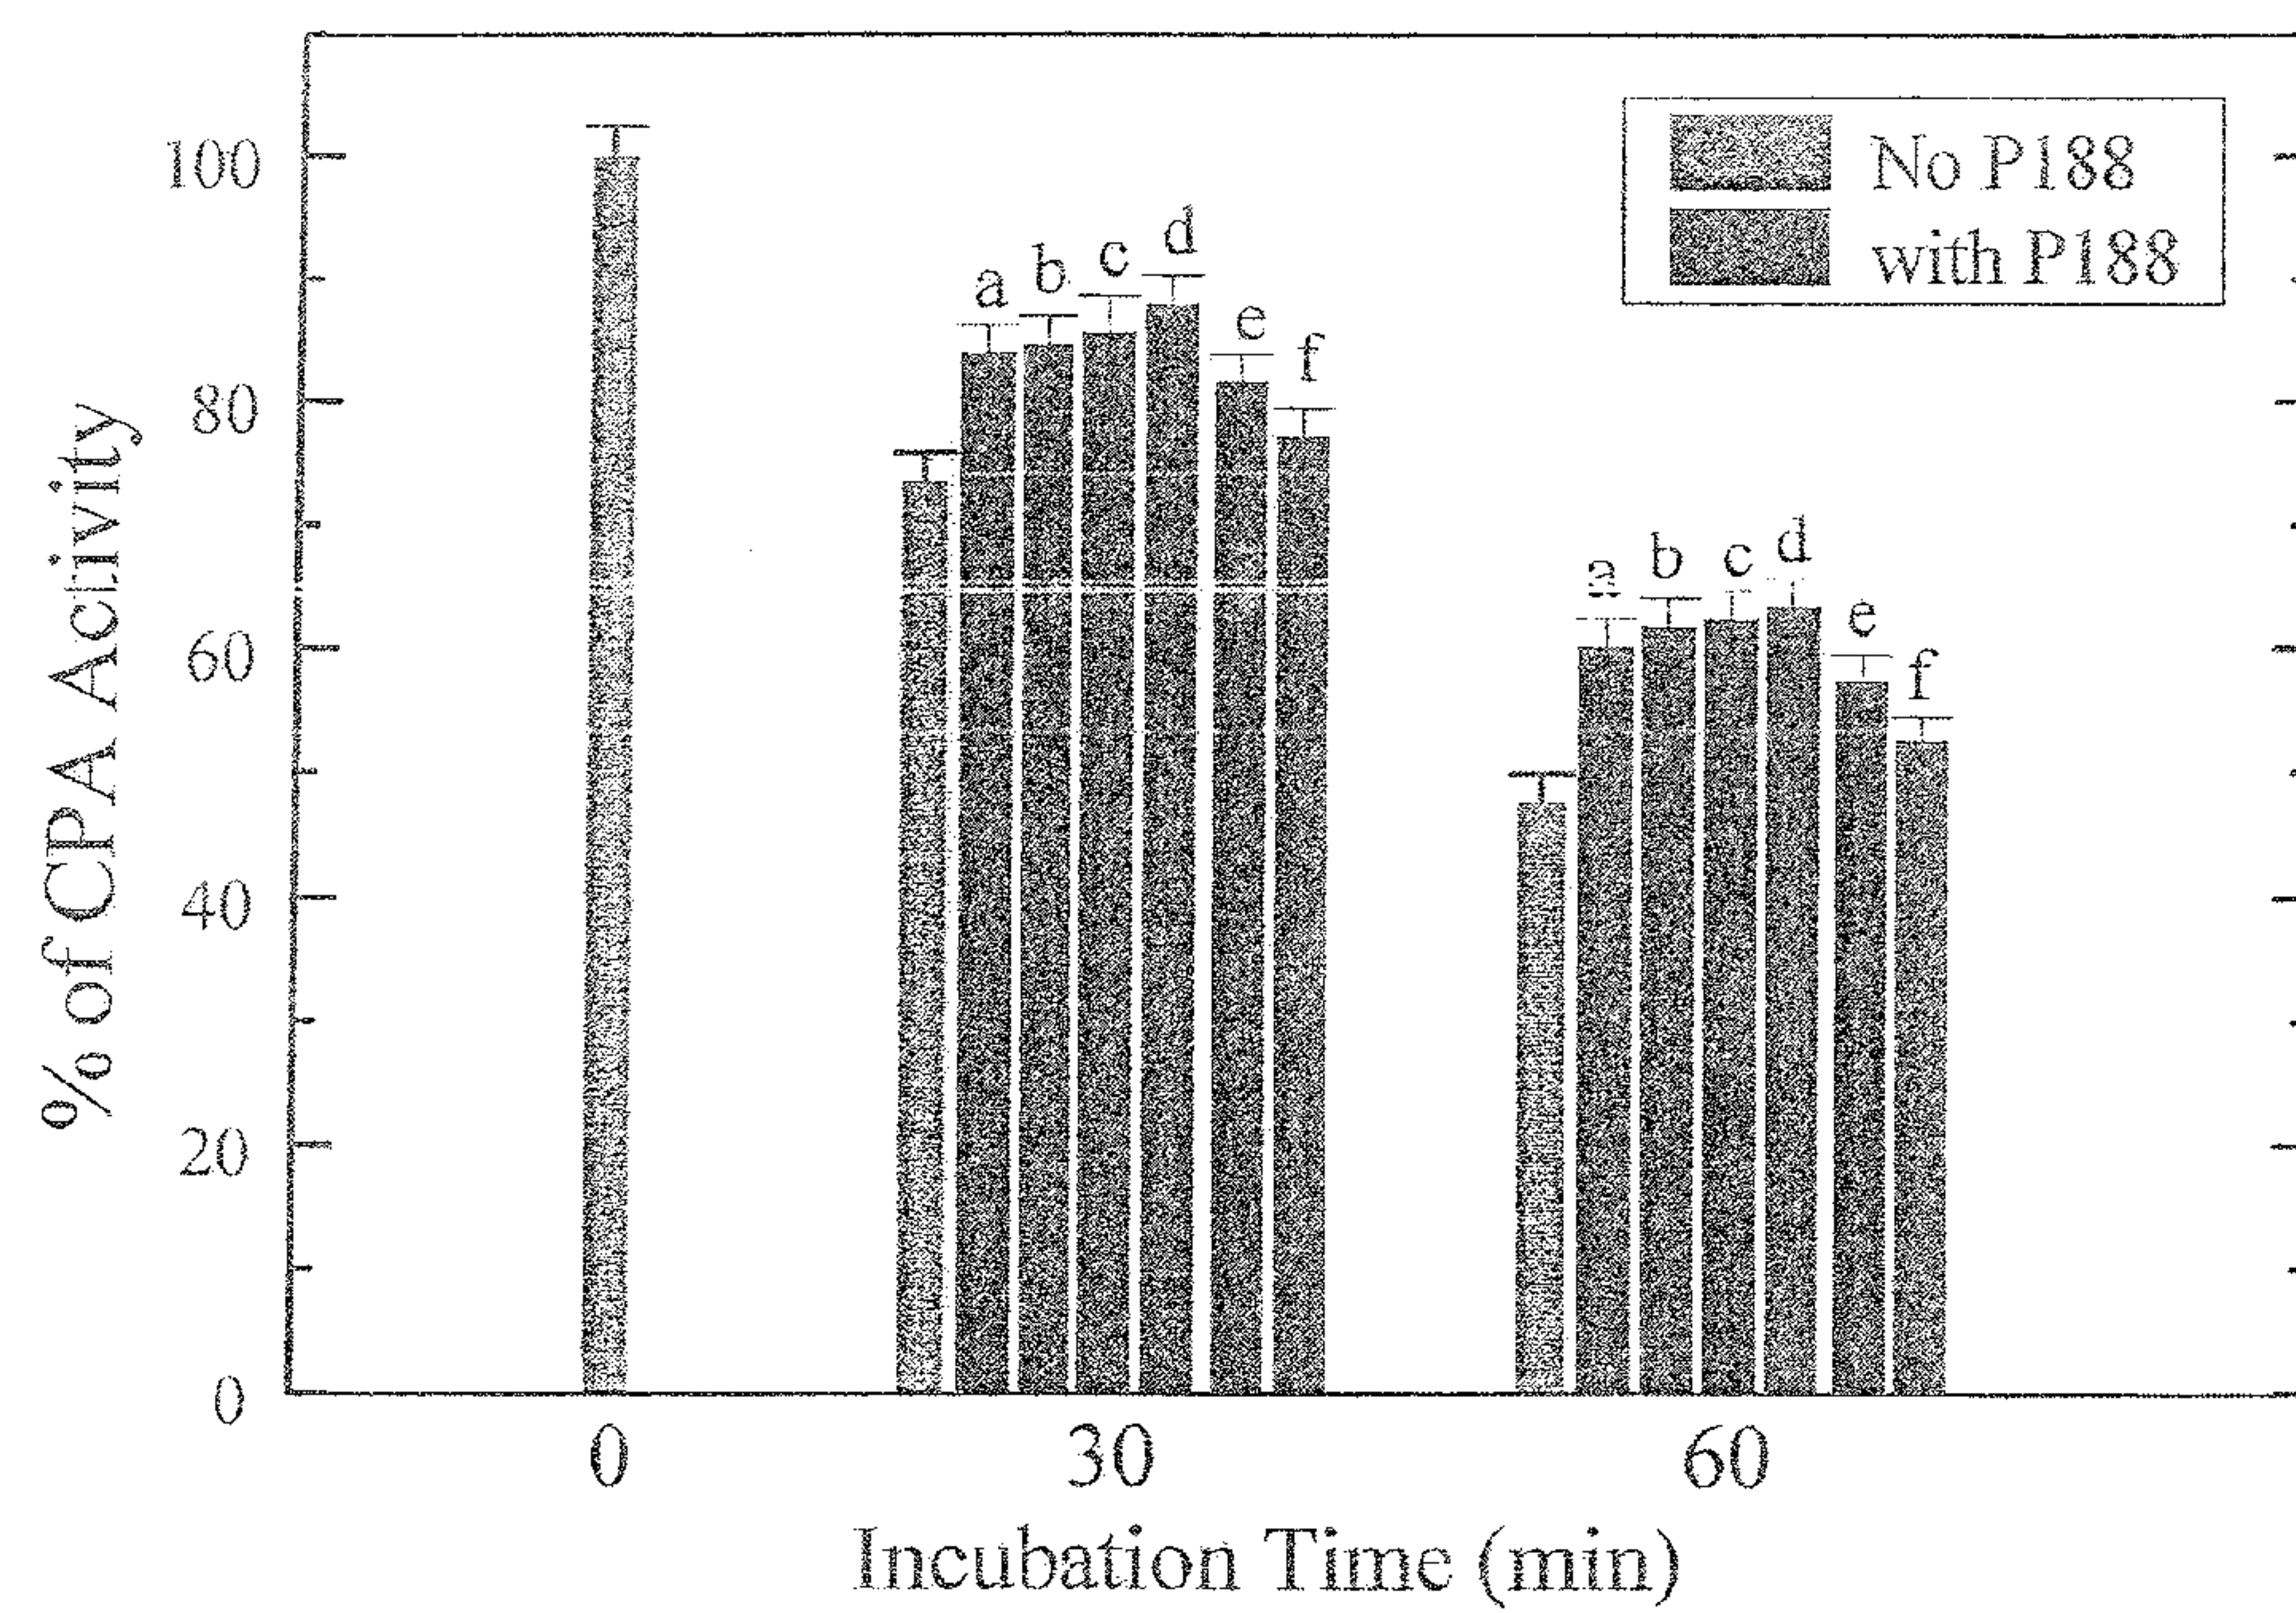 No P188
with P188
% of CPA Activity
100
80
60
40
20
0
a b c d e f
a b c d e f
0 30 60
Incubation Time (min)